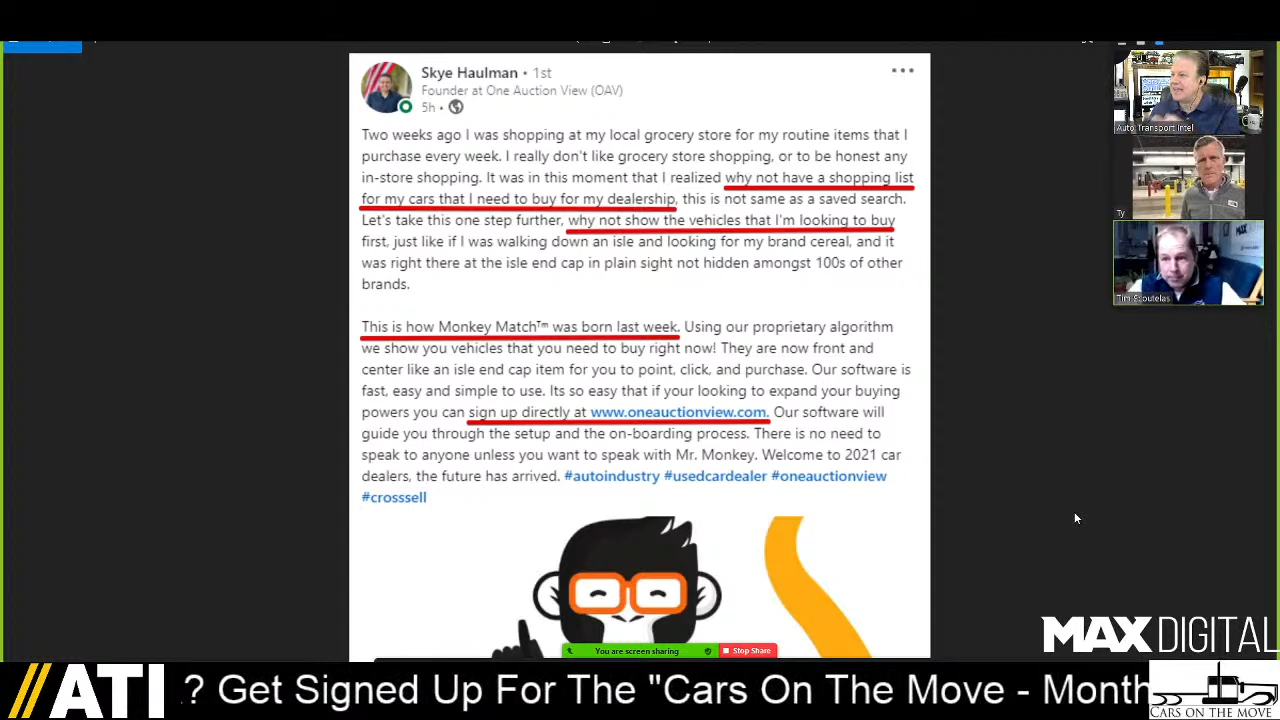 Skye Haulman • 1st
Founder at One Auction View (OAV)
5h •
Two weeks ago I was shopping at my local grocery store for my routine items that I
purchase every week. I really don't like grocery store shopping, or to be honest any
in-store shopping. It was in this moment that I realized why not have a shopping list
for my cars that I need to buy for my dealership, this is not same as a saved search.
Let's take this one step further, why not show the vehicles that I'm looking to buy
first, just like if I was walking down an isle and looking for my brand cereal, and it
was right there at the isle end cap in plain sight not hidden amongst 100s of other
brands.
This is how Monkey Match™ was born last week. Using our proprietary algorithm
we show you vehicles that you need to buy right now! They are now front and
center like an isle end cap item for you to point, click, and purchase. Our software is
fast, easy and simple to use. Its so easy that if your looking to expand your buying
powers you can sign up directly at www.oneauctionview.com. Our software will
guide you through the setup and the on-boarding process. There is no need to
speak to anyone unless you want to speak with Mr. Monkey. Welcome to 2021 car
dealers, the future has arrived. #autoindustry #usedcardealer #oneauctionview
#crosssell
Auto Transport Intel
Ty
MAX
Tim Scoutelas
You are screen sharing
Stop Share
MAXDIGITAL
//ATI
? Get Signed Up For The "Cars On The Move - Month
CARS ON THE MOVE